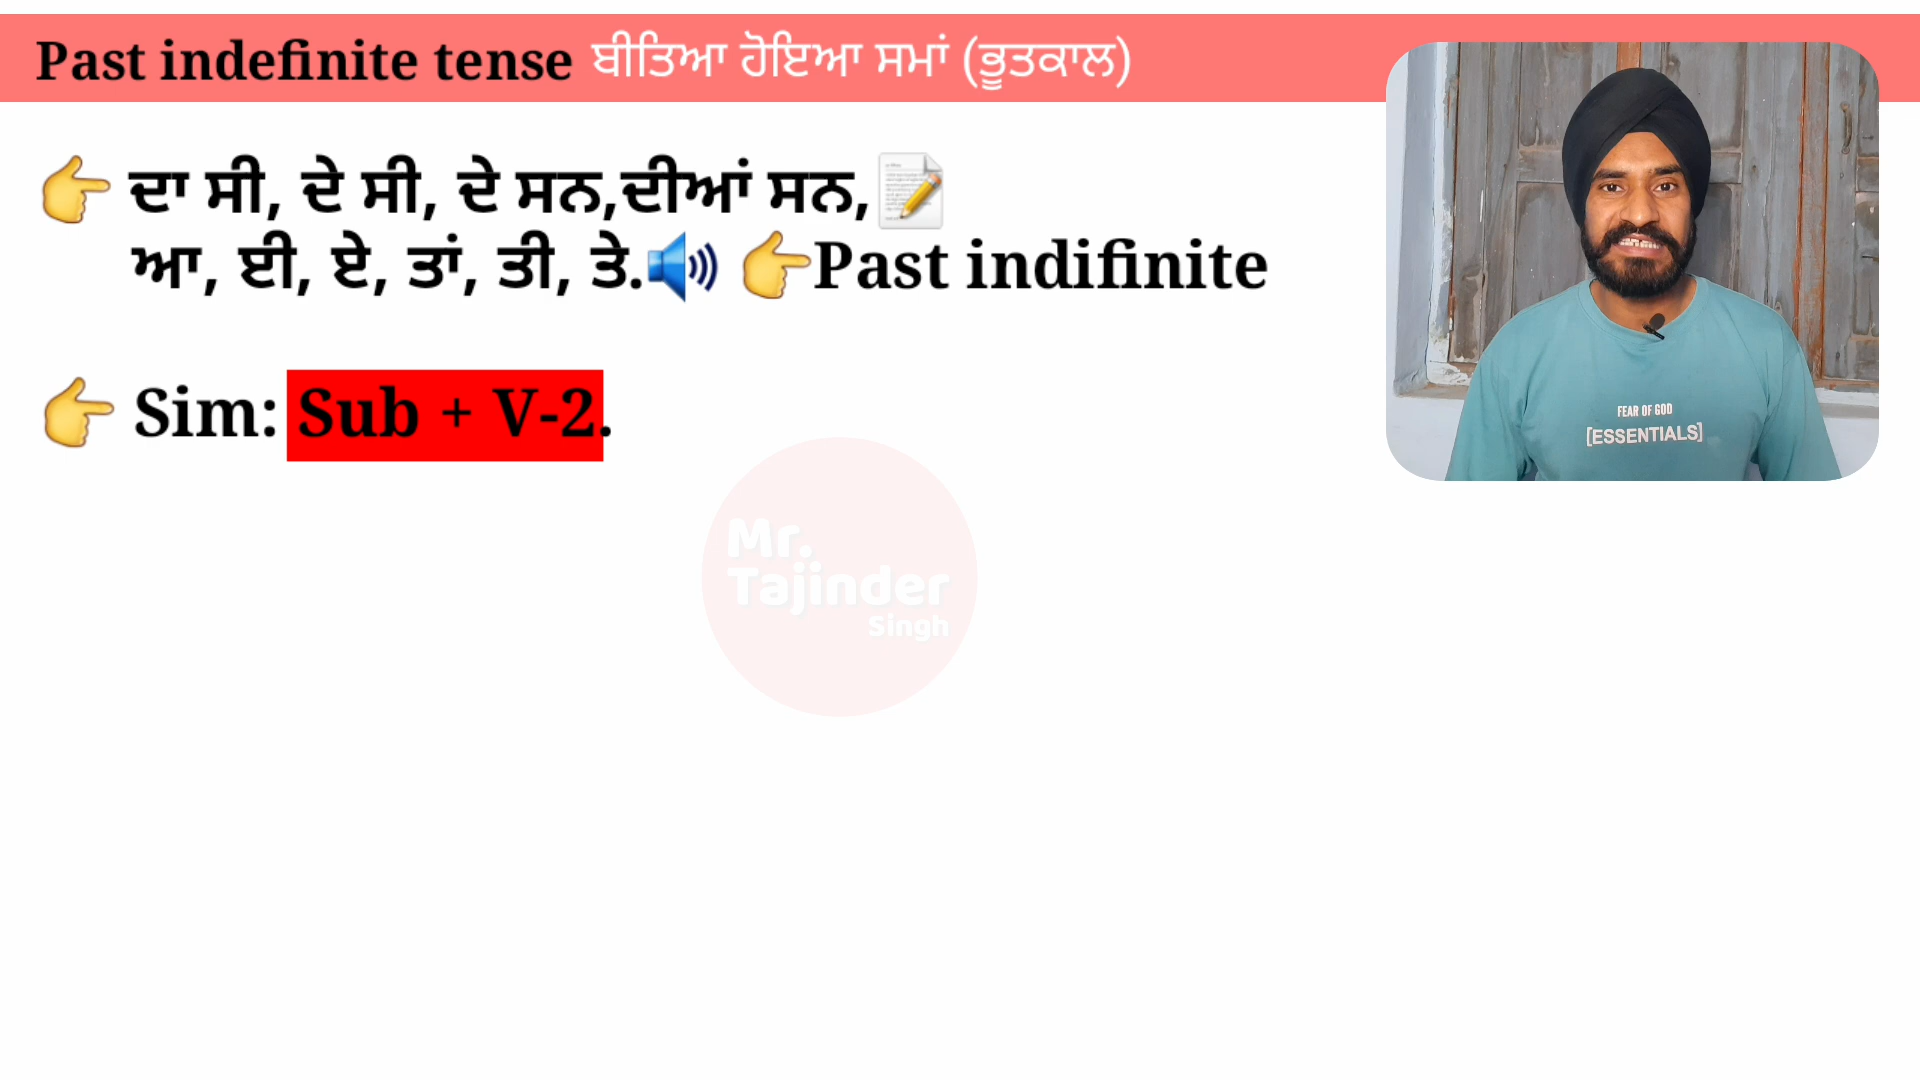 Past indefinite tense ਬੀਤਿਆ ਹੋਇਆ ਸਮਾਂ (ਭੂਤਕਾਲ)
👉 ਦਾ ਸੀ, ਦੇ ਸੀ, ਦੇ ਸਨ,ਦੀਆਂ ਸਨ,📝
ਆ, ਈ, ਏ, ਤਾਂ, ਤੀ, ਤੇ.🔊 👉Past indifinite
👉 Sim: Sub + V-2.
FEAR OF GOD
[ESSENTIALS]
Mr.
Tajinder
Singh